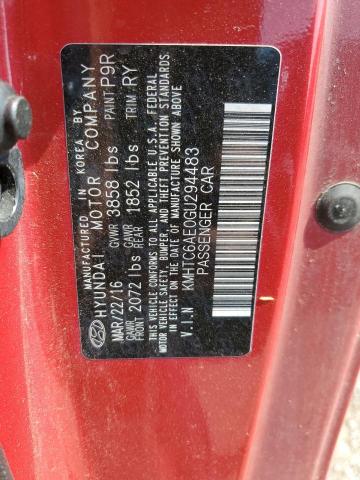 MANUFACTURED IN KOREA BY
HYUNDAI MOTOR COMPANY
MAR/22/16 GVWR 3858 lbs PAINT P9R
GAWR FRONT 2072 lbs GAWR REAR 1852 lbs TRIM RY
THIS VEHICLE CONFORMS TO ALL APPLICABLE U.S.A. FEDERAL
MOTOR VEHICLE SAFETY, BUMPER, AND THEFT PREVENTION
STANDARDS IN EFFECT ON THE DATE OF MANUFACTURE SHOWN ABOVE.
V.I.N KMHTC6AE0GU294483
PASSENGER CAR